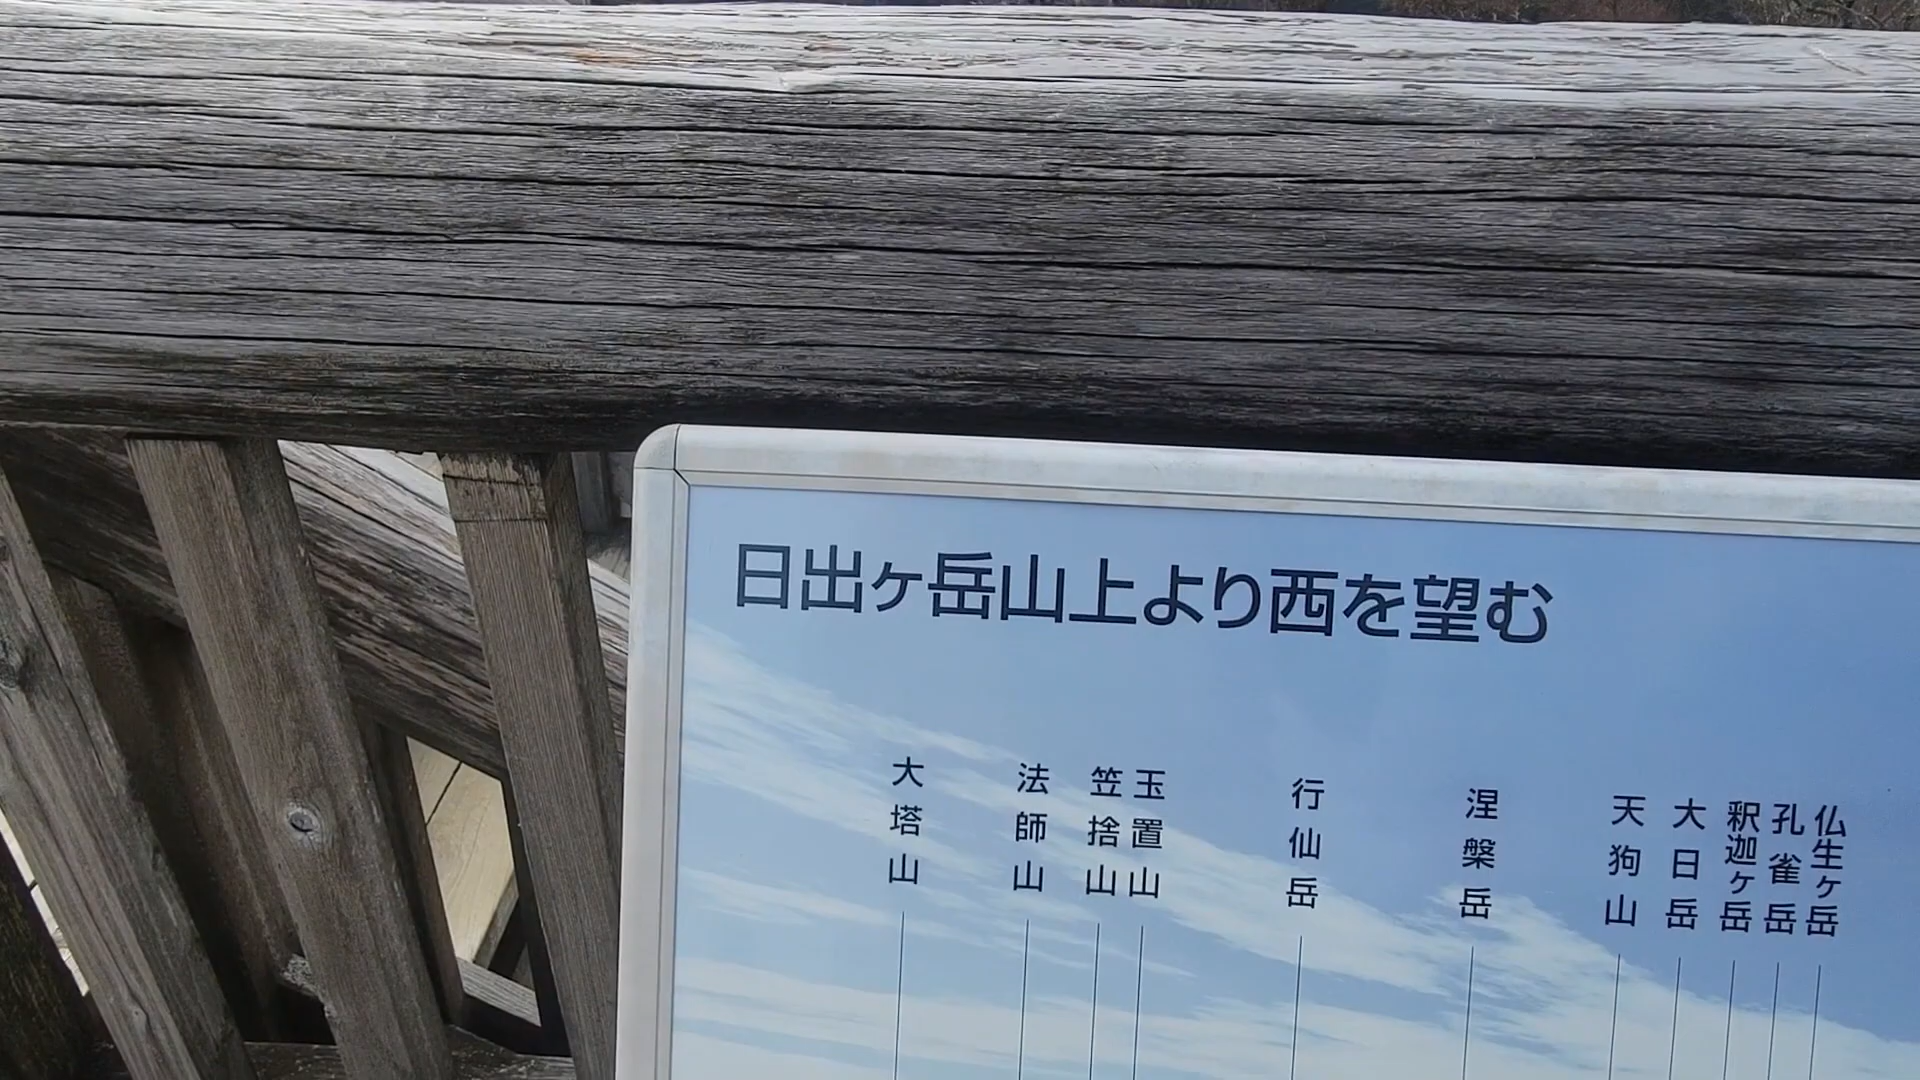 日出ヶ岳山上より西を望む
大塔山
法師山
笠捨山
玉置山
行仙岳
涅槃岳
天狗山
大日岳
釈迦ヶ岳
孔雀岳
仏生ヶ岳